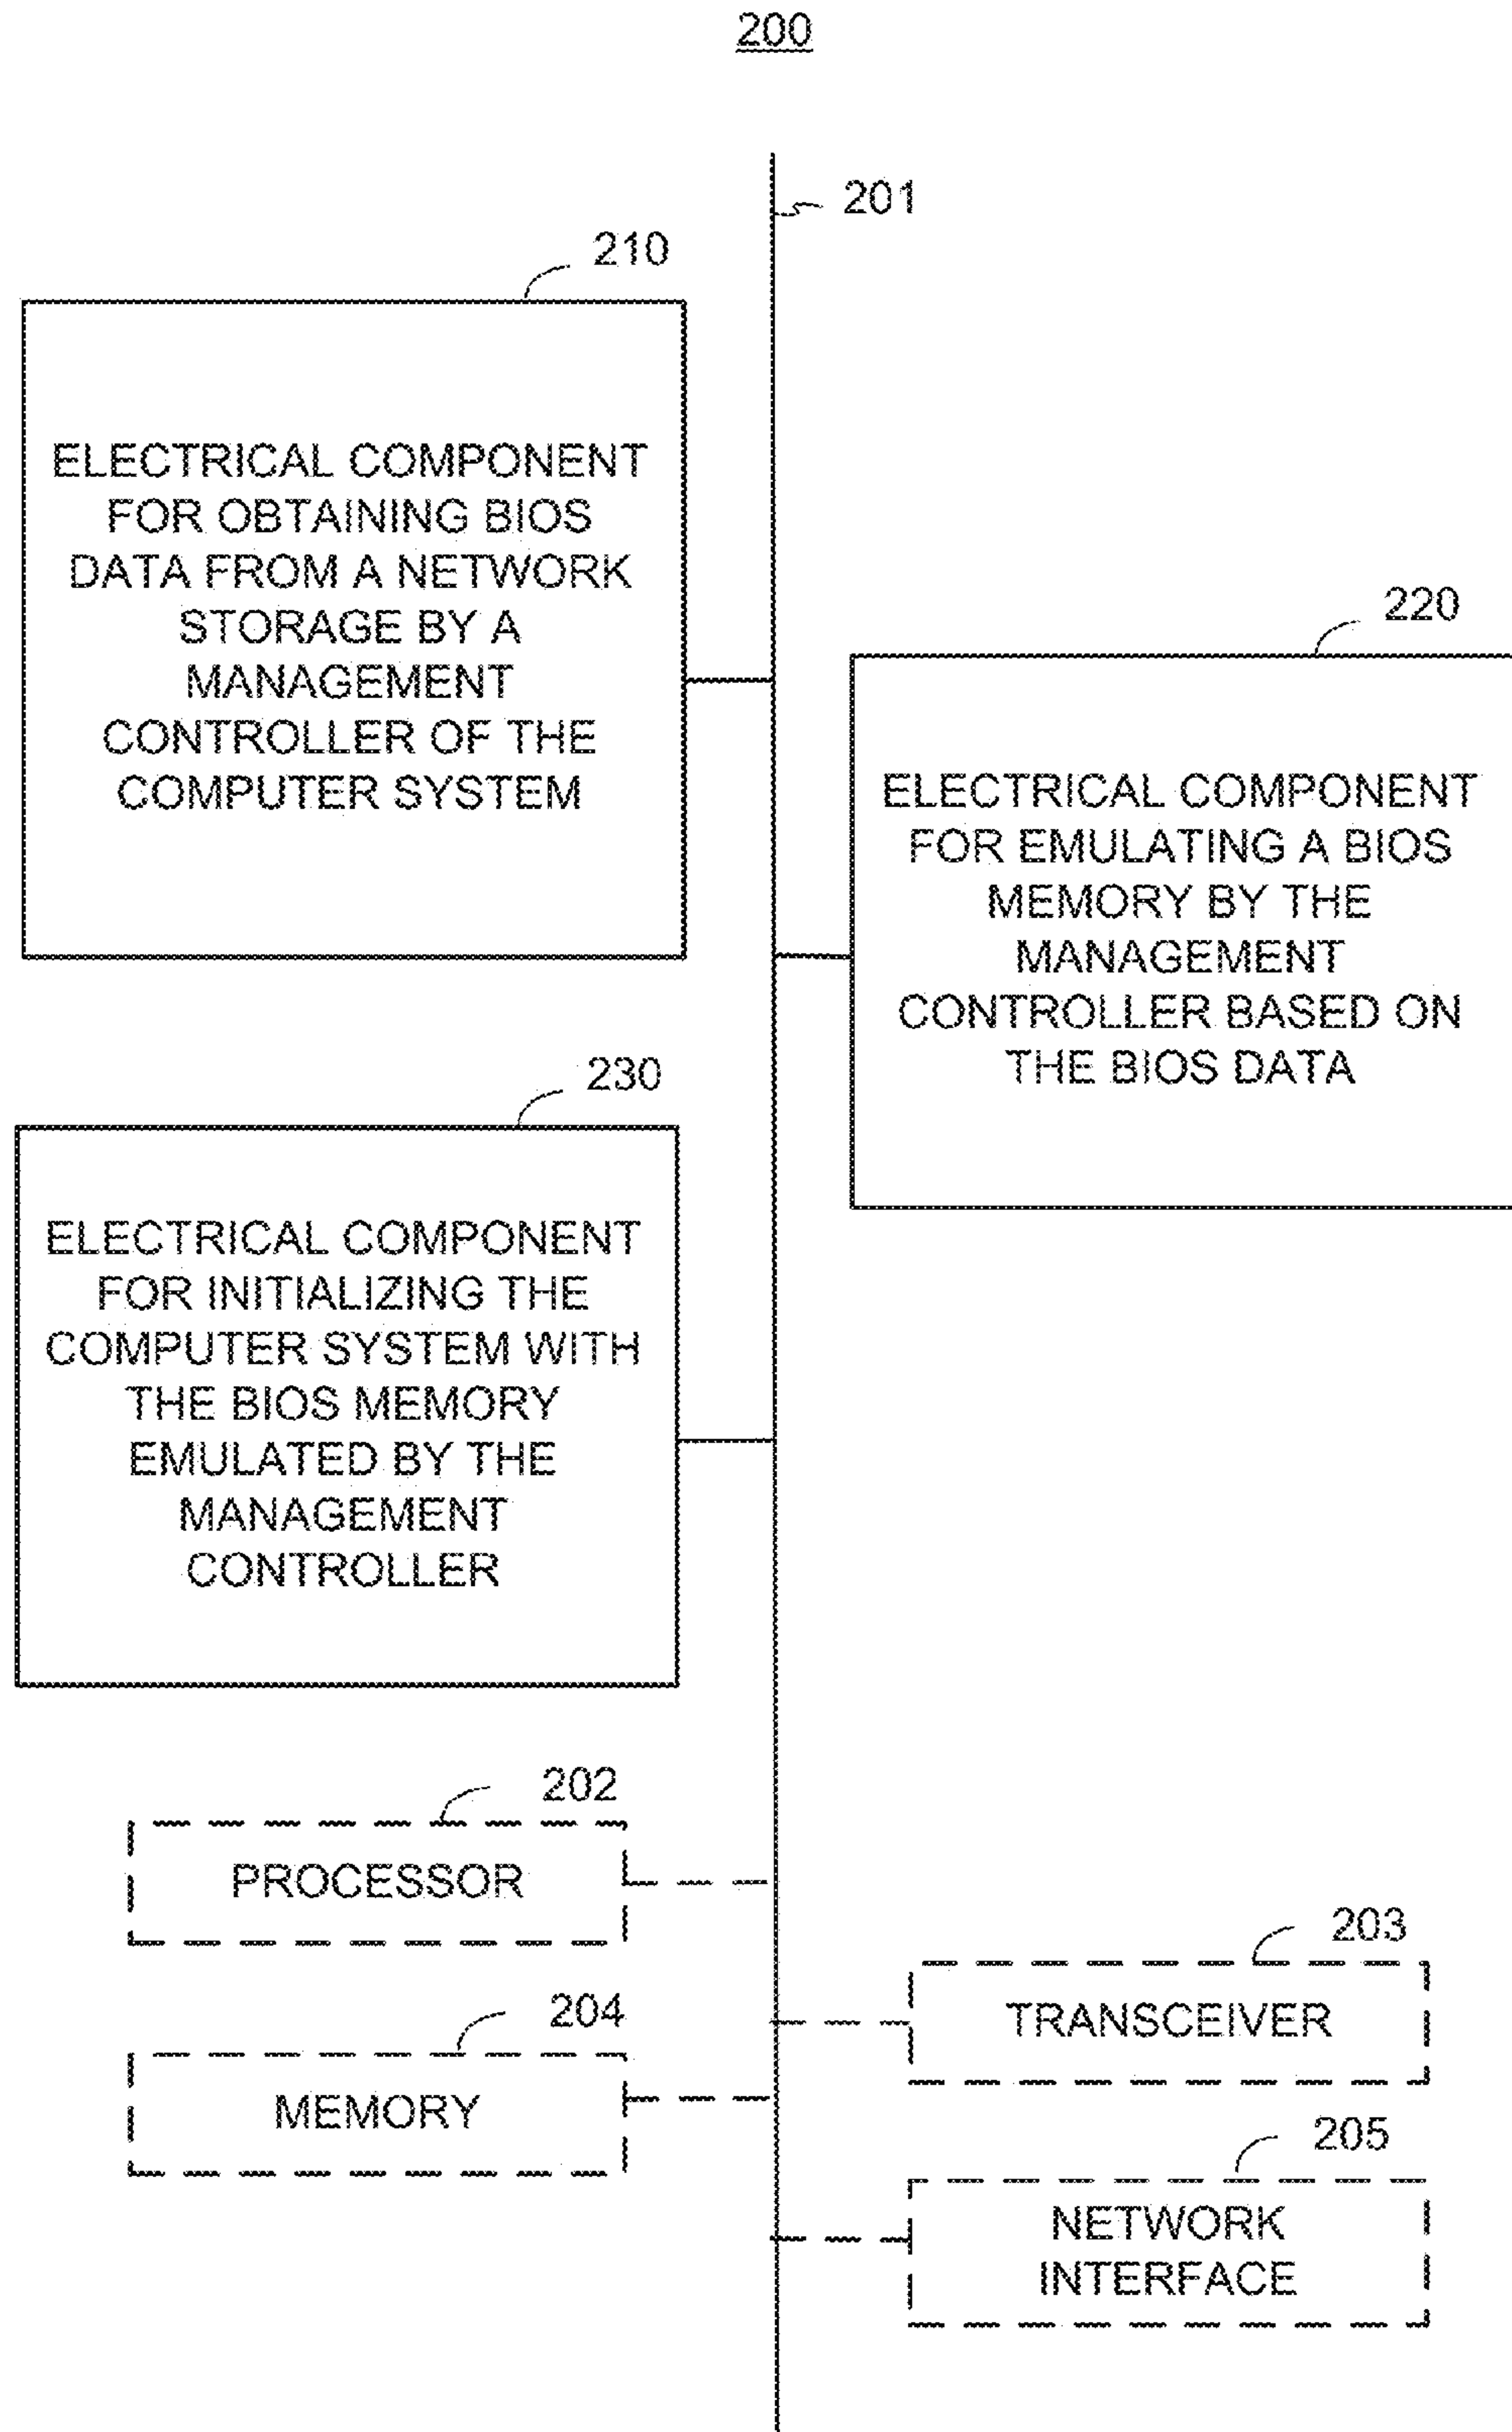 200
201
210
ELECTRICAL COMPONENT
FOR OBTAINING BIOS
DATA FROM A NETWORK
STORAGE BY A
MANAGEMENT
CONTROLLER OF THE
COMPUTER SYSTEM
220
ELECTRICAL COMPONENT
FOR EMULATING A BIOS
MEMORY BY THE
MANAGEMENT
CONTROLLER BASED ON
THE BIOS DATA
230
ELECTRICAL COMPONENT
FOR INITIALIZING THE
COMPUTER SYSTEM WITH
THE BIOS MEMORY
EMULATED BY THE
MANAGEMENT
CONTROLLER
202
PROCESSOR
203
TRANSCEIVER
204
MEMORY
205
NETWORK
INTERFACE